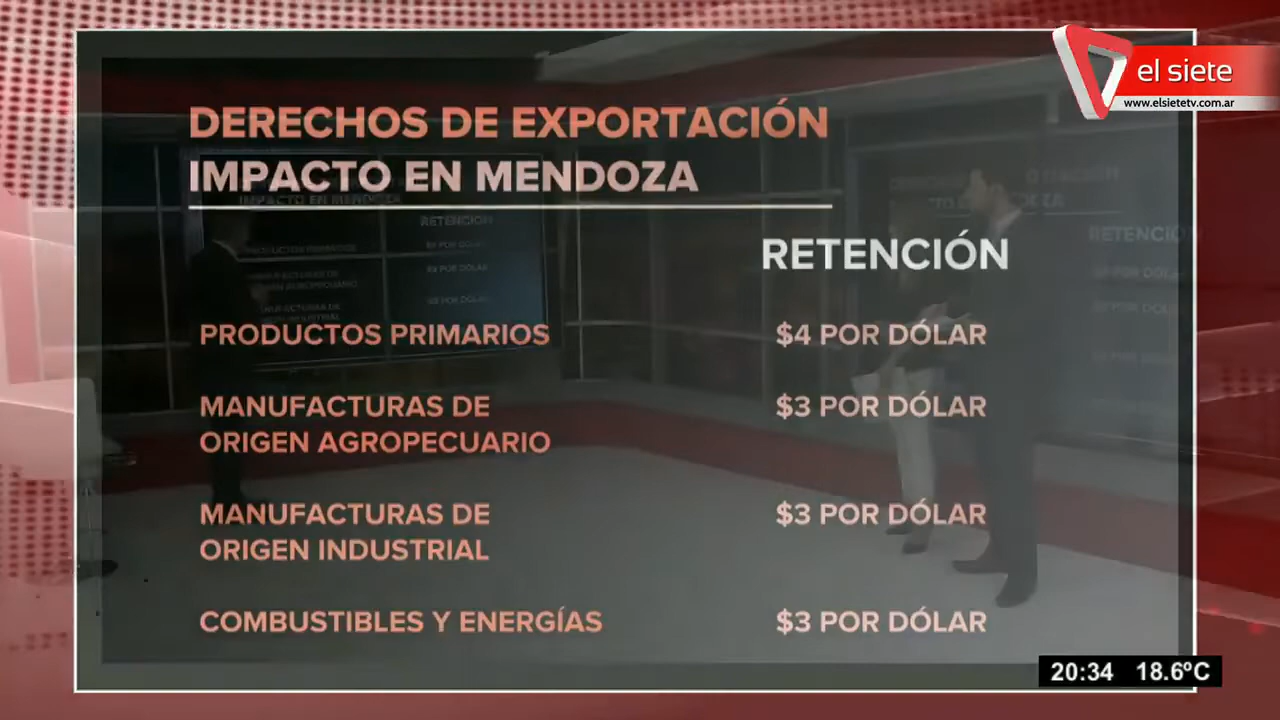 el siete
www.elsietetv.com.ar
DERECHOS DE EXPORTACIÓN
IMPACTO EN MENDOZA
RETENCIÓN
PRODUCTOS PRIMARIOS $4 POR DÓLAR
MANUFACTURAS DE $3 POR DÓLAR
ORIGEN AGROPECUARIO
MANUFACTURAS DE $3 POR DÓLAR
ORIGEN INDUSTRIAL
COMBUSTIBLES Y ENERGÍAS $3 POR DÓLAR
20:34 18.6ºC